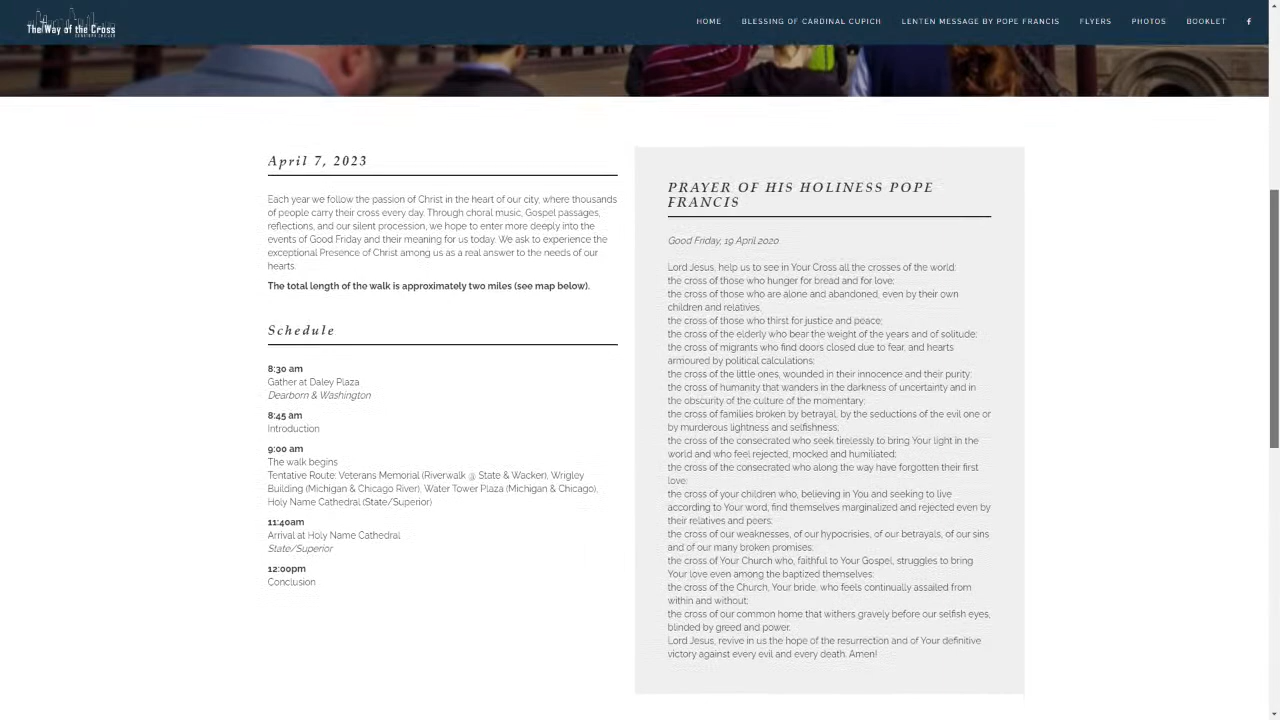 The Way of the Cross
HOME
BLESSING OF CARDINAL CUPICH
LENTEN MESSAGE BY POPE FRANCIS
FLYERS
PHOTOS
BOOKLET
f
April 7, 2023
Each year we follow the passion of Christ in the heart of our city, where thousands
of people carry their cross every day. Through choral music, Gospel passages,
reflections, and our silent procession, we hope to enter more deeply into the
events of Good Friday and their meaning for us today. We ask to experience the
exceptional Presence of Christ among us as a real answer to the needs of our
hearts.
The total length of the walk is approximately two miles (see map below).
Schedule
8:30 am
Gather at Daley Plaza
Dearborn & Washington
8:45 am
Introduction
9:00 am
The walk begins
Tentative Route: Veterans Memorial (Riverwalk @ State & Wacker), Wrigley
Building (Michigan & Chicago River), Water Tower Plaza (Michigan & Chicago),
Holy Name Cathedral (State/Superior)
11:40am
Arrival at Holy Name Cathedral
State/Superior
12:00pm
Conclusion
PRAYER OF HIS HOLINESS POPE
FRANCIS
Good Friday, 19 April 2020
Lord Jesus, help us to see in Your Cross all the crosses of the world:
the cross of those who hunger for bread and for love;
the cross of those who are alone and abandoned, even by their own
children and relatives;
the cross of those who thirst for justice and peace;
the cross of the elderly who bear the weight of the years and of solitude;
the cross of migrants who find doors closed due to fear, and hearts
armoured by political calculations;
the cross of the little ones, wounded in their innocence and their purity;
the cross of humanity that wanders in the darkness of uncertainty and in
the obscurity of the culture of the momentary;
the cross of families broken by betrayal, by the seductions of the evil one or
by murderous lightness and selfishness;
the cross of the consecrated who seek tirelessly to bring Your light in the
world and who feel rejected, mocked and humiliated;
the cross of the consecrated who along the way have forgotten their first
love;
the cross of your children who, believing in You and seeking to live
according to Your word, find themselves marginalized and rejected even by
their relatives and peers;
the cross of our weaknesses, of our hypocrisies, of our betrayals, of our sins
and of our many broken promises;
the cross of Your Church who, faithful to Your Gospel, struggles to bring
Your love even among the baptized themselves;
the cross of the Church, Your bride, who feels continually assailed from
within and without;
the cross of our common home that withers gravely before our selfish eyes,
blinded by greed and power.
Lord Jesus, revive in us the hope of the resurrection and of Your definitive
victory against every evil and every death. Amen!